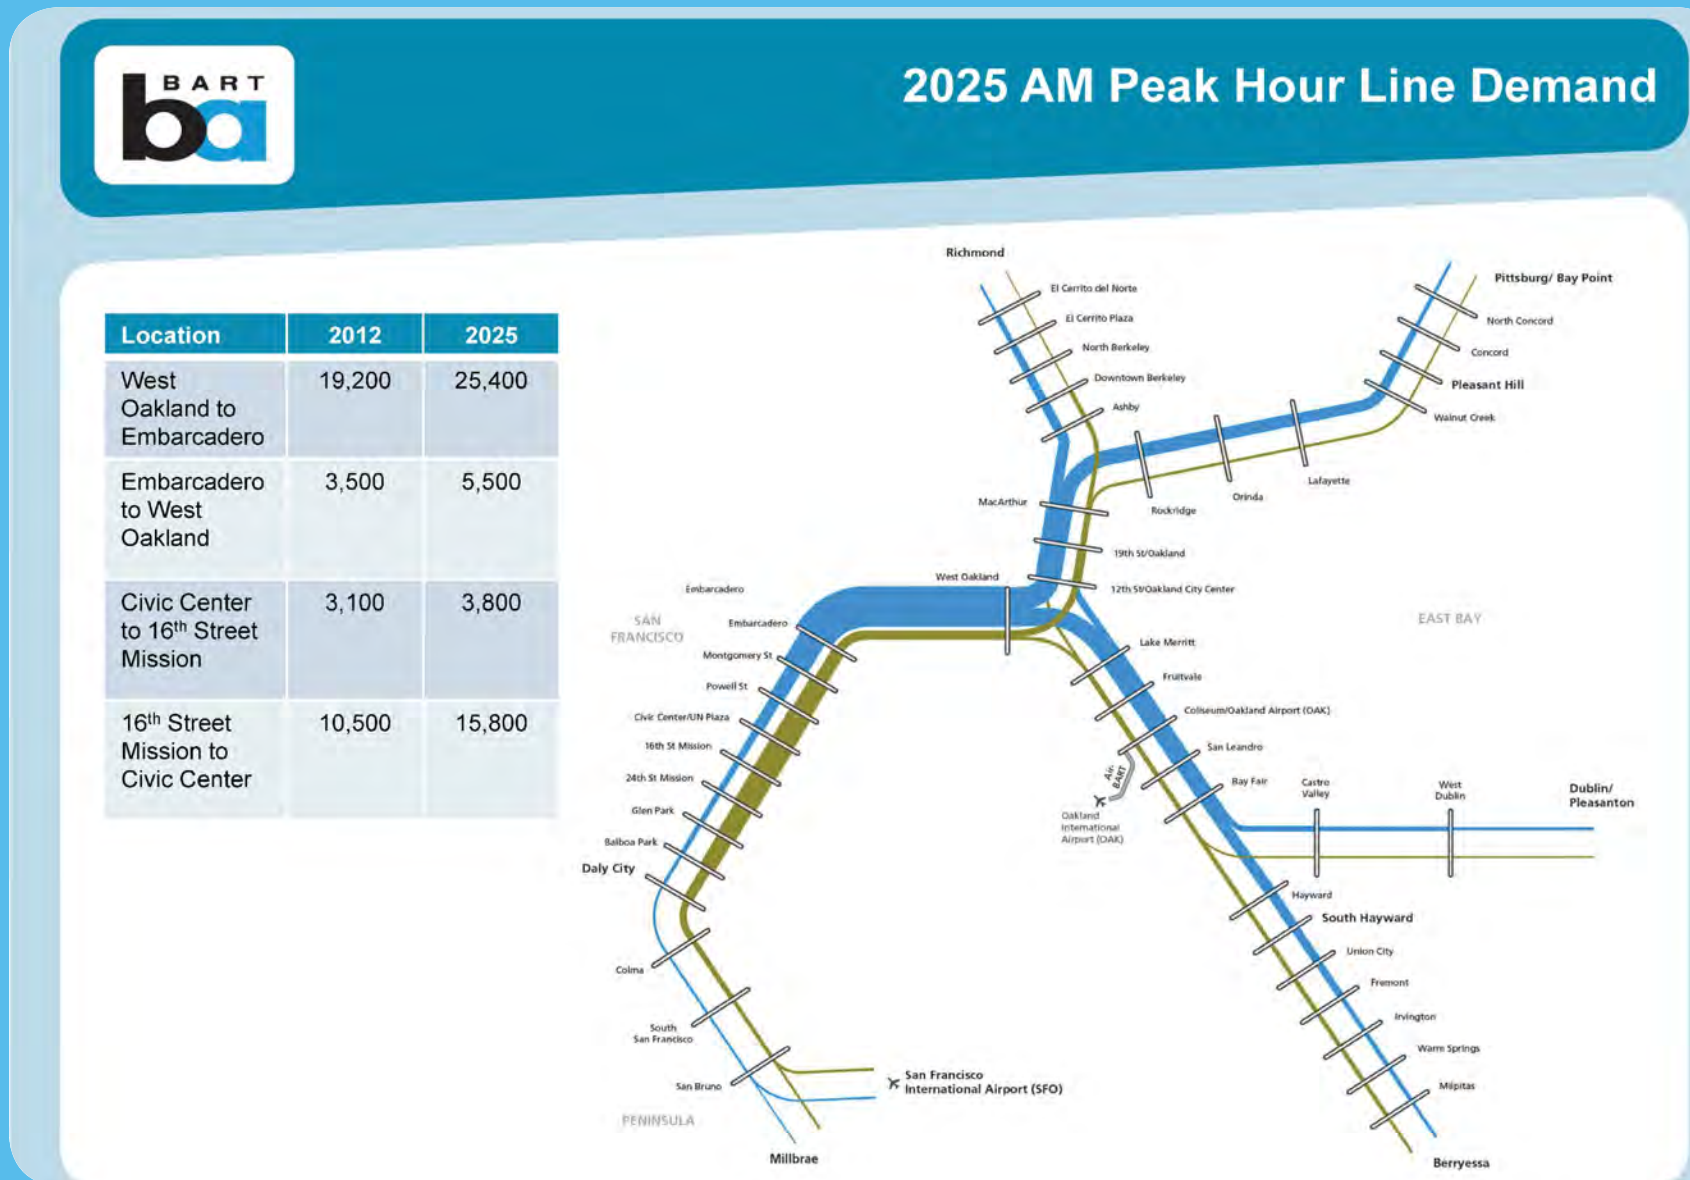 BART
ba
2025 AM Peak Hour Line Demand
Location 2012 2025
West 19,200 25,400
Oakland to
Embarcadero
Embarcadero 3,500 5,500
to West
Oakland
Civic Center 3,100 3,800
to 16th Street
Mission
16th Street 10,500 15,800
Mission to
Civic Center
Richmond
El Cerrito del Norte
El Cerrito Plaza
North Berkeley
Downtown Berkeley
Ashby
Pittsburg/ Bay Point
North Concord
Concord
Pleasant Hill
Walnut Creek
Lafayette
Orinda
Rockridge
MacArthur
19th St/Oakland
12th St/Oakland City Center
West Oakland
Embarcadero
SAN
FRANCISCO
EAST BAY
Embarcadero
Montgomery St
Powell St
Civic Center/UN Plaza
16th St Mission
24th St Mission
Glen Park
Balboa Park
Daly City
Colma
South
San Francisco
San Bruno
PENINSULA
Millbrae
San Francisco
International Airport (SFO)
Lake Merritt
Fruitvale
Coliseum/Oakland Airport (OAK)
San Leandro
Bay Fair
Air-
BART
Oakland
International
Airport (OAK)
Castro
Valley
West
Dublin
Dublin/
Pleasanton
Hayward
South Hayward
Union City
Fremont
Irvington
Warm Springs
Milpitas
Berryessa